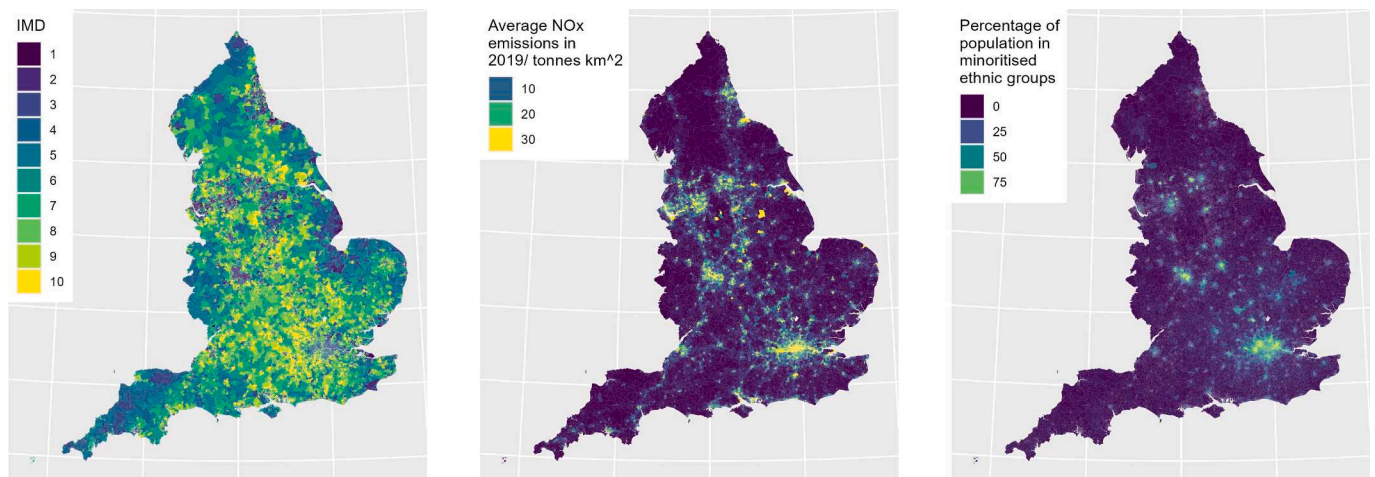 IMD
1
2
3
4
5
6
7
8
9
10
Average NOx
emissions in
2019/ tonnes km^2
10
20
30
Percentage of
population in
minoritised
ethnic groups
0
25
50
75